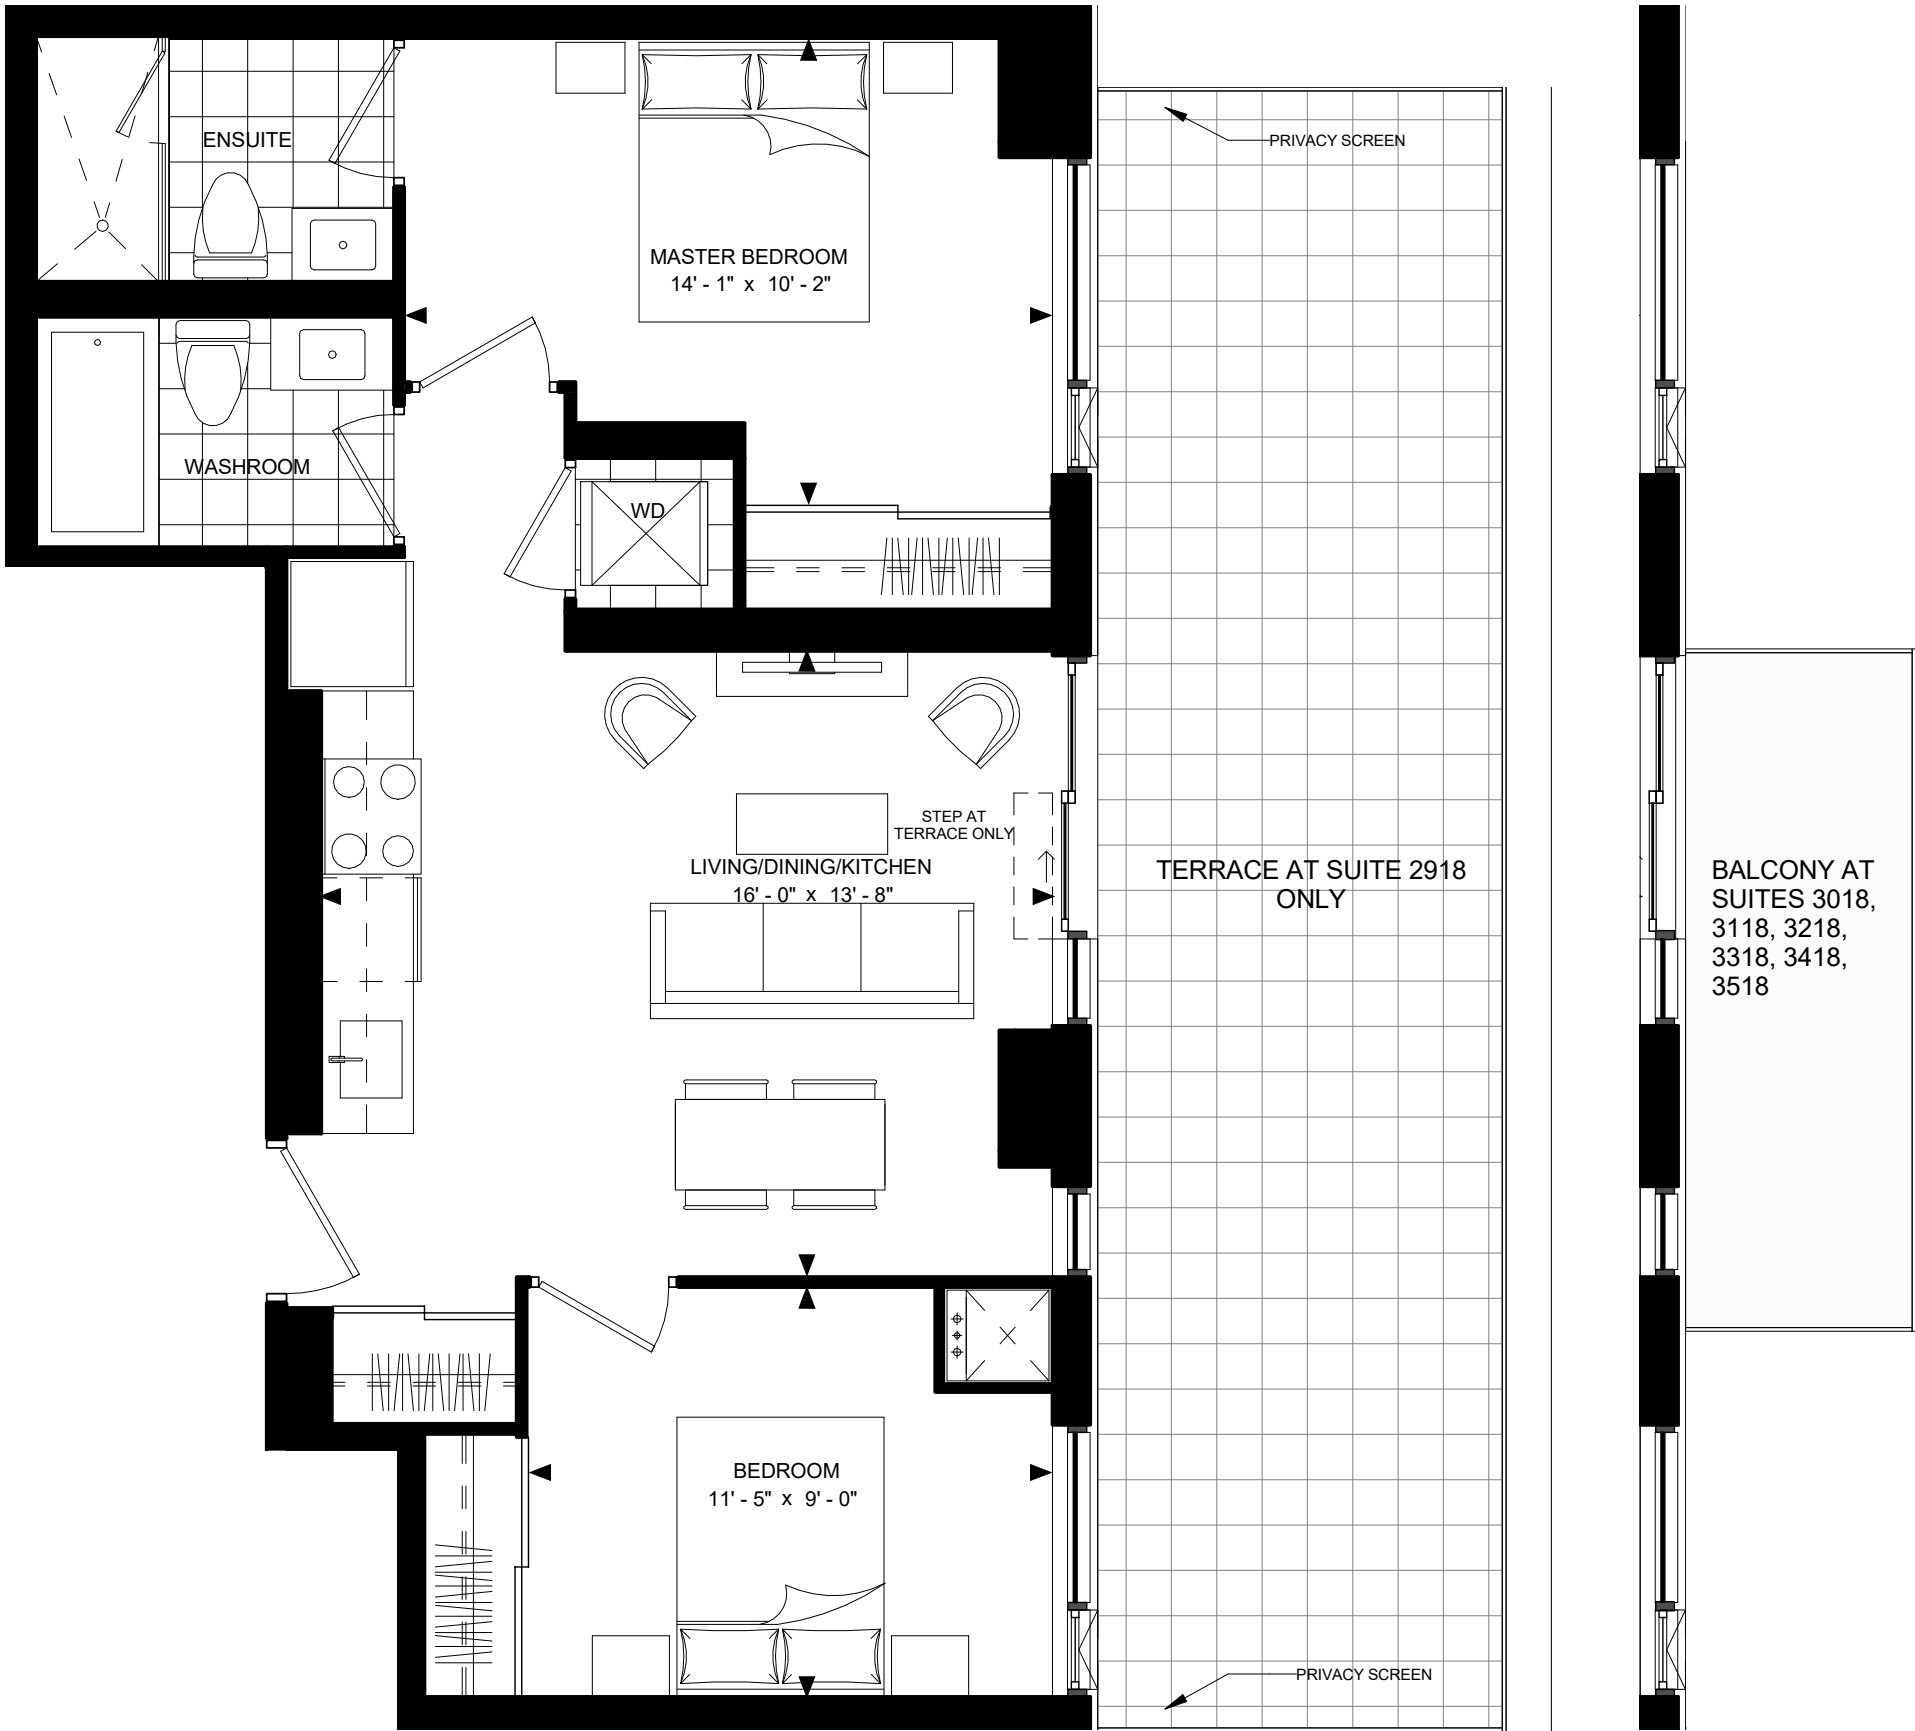 ENSUITE
PRIVACY SCREEN
MASTER BEDROOM
14' - 1" x 10' - 2"
WASHROOM
WD
STEP AT
TERRACE ONLY
LIVING/DINING/KITCHEN
16' - 0" x 13' - 8"
TERRACE AT SUITE 2918
ONLY
BALCONY AT
SUITES 3018,
3118, 3218,
3318, 3418,
3518
BEDROOM
11' - 5" x 9' - 0"
PRIVACY SCREEN